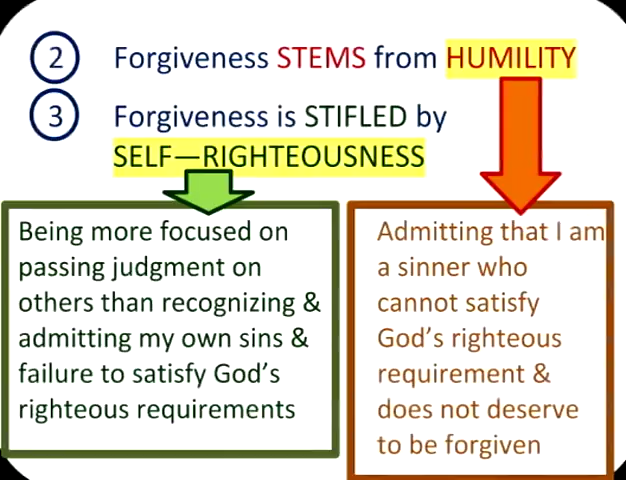 2 Forgiveness STEMS from HUMILITY
3 Forgiveness is STIFLED by
SELF—RIGHTEOUSNESS
Being more focused on
passing judgment on
others than recognizing &
admitting my own sins &
failure to satisfy God's
righteous requirements
Admitting that I am
a sinner who
cannot satisfy
God's righteous
requirement &
does not deserve
to be forgiven